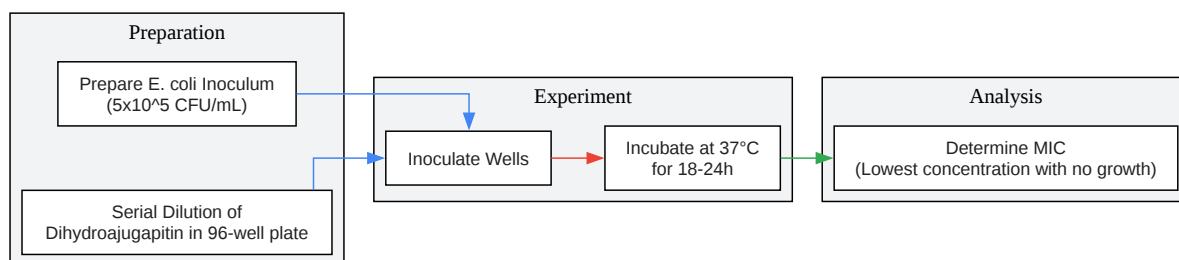 Preparation
Prepare E. coli Inoculum
(5x10^5 CFU/mL)
Serial Dilution of
Dihydroajugapitin in 96-well plate
Experiment
Inoculate Wells
Incubate at 37°C
for 18-24h
Analysis
Determine MIC
(Lowest concentration with no growth)